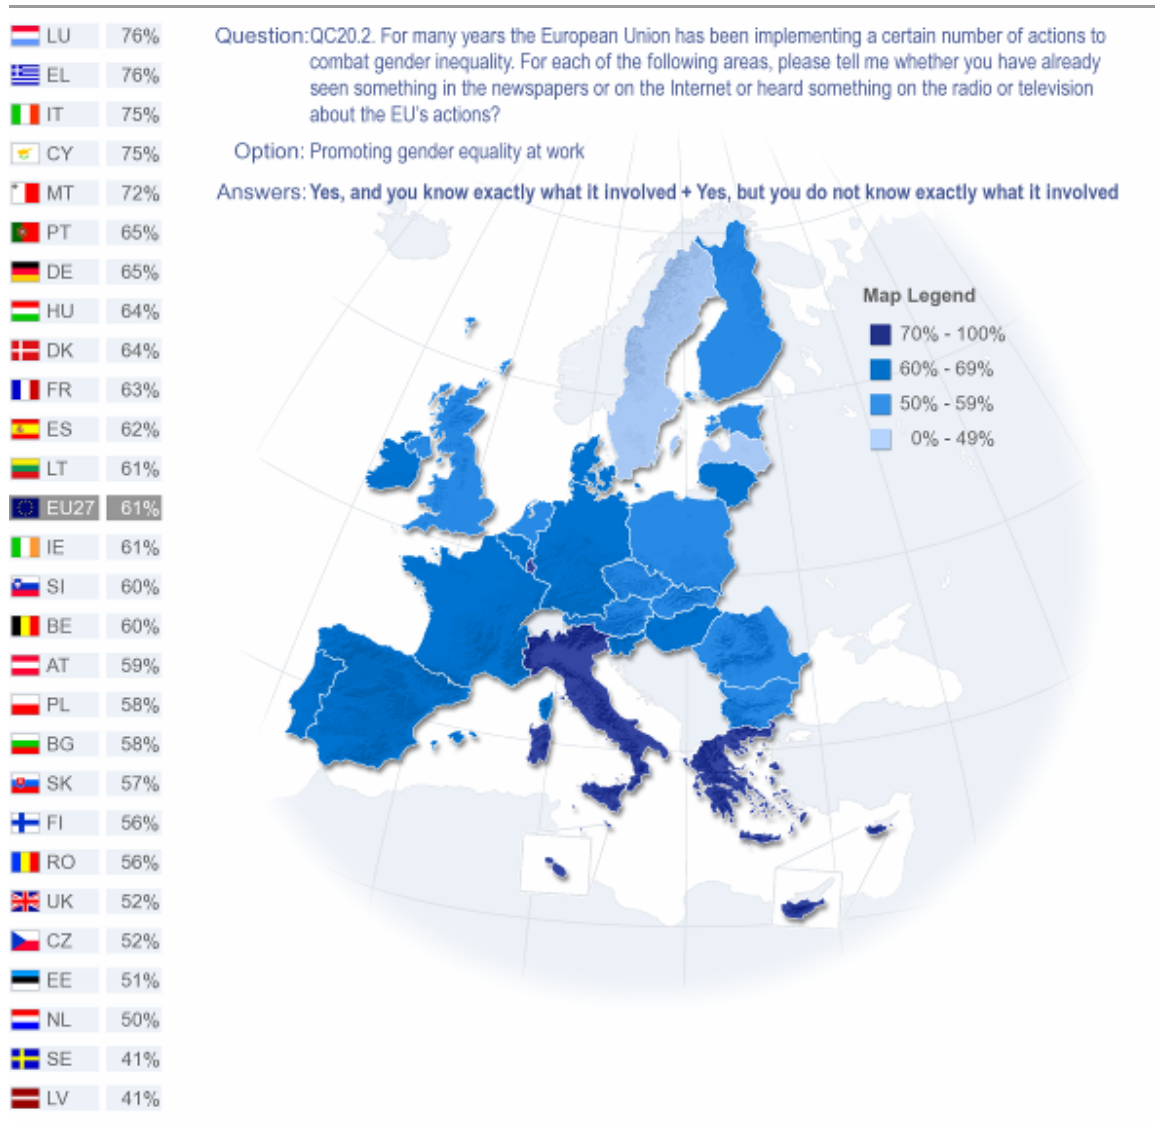 LU 76%
EL 76%
IT 75%
CY 75%
MT 72%
PT 65%
DE 65%
HU 64%
DK 64%
FR 63%
ES 62%
LT 61%
EU27 61%
IE 61%
SI 60%
BE 60%
AT 59%
PL 58%
BG 58%
SK 57%
FI 56%
RO 56%
UK 52%
CZ 52%
EE 51%
NL 50%
SE 41%
LV 41%
Question: QC20.2. For many years the European Union has been implementing a certain number of actions to
combat gender inequality. For each of the following areas, please tell me whether you have already
seen something in the newspapers or on the Internet or heard something on the radio or television
about the EU's actions?
Option: Promoting gender equality at work
Answers: Yes, and you know exactly what it involved + Yes, but you do not know exactly what it involved
Map Legend
70% - 100%
60% - 69%
50% - 59%
0% - 49%